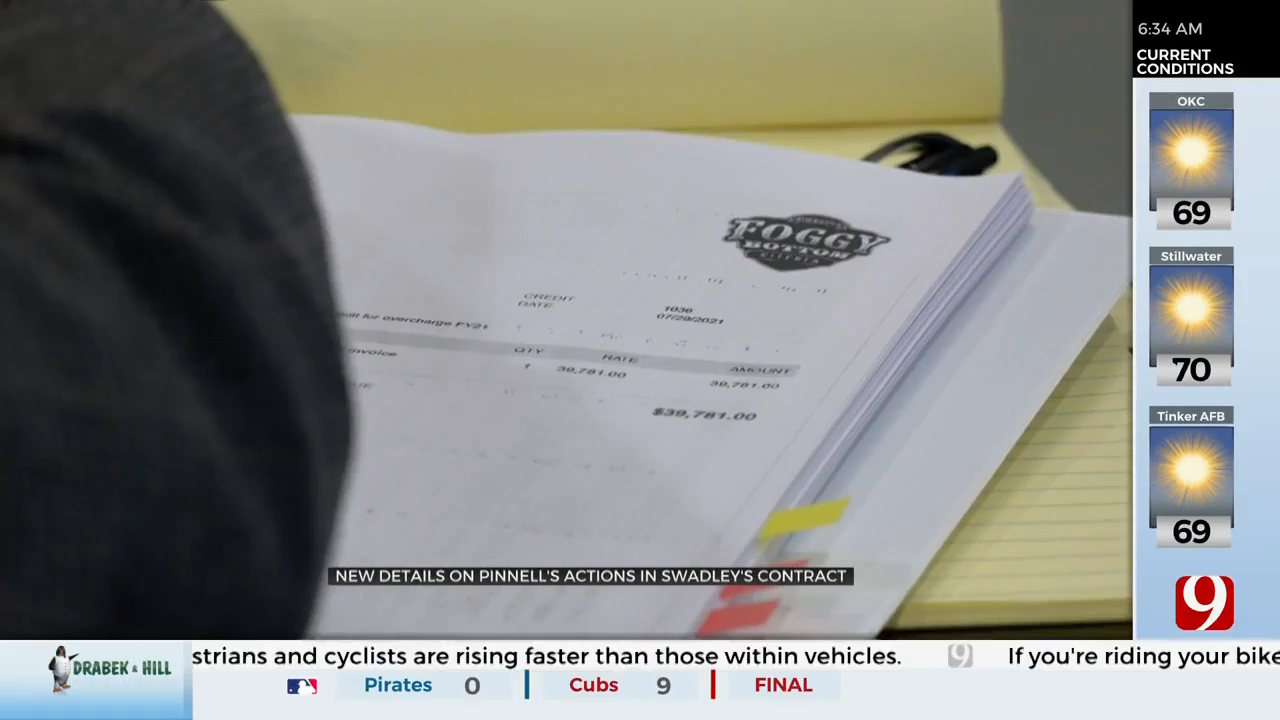 6:34 AM
CURRENT
CONDITIONS
OKC
69
Stillwater
70
Tinker AFB
69
9
FOGGY
BOTTOM
KITCHEN
CREDIT 1036
DATE 07/29/2021
for overcharge FY21
QTY RATE AMOUNT
invoice 1 39,781.00 39,781.00
$39,781.00
NEW DETAILS ON PINNELL'S ACTIONS IN SWADLEY'S CONTRACT
DRABEK & HILL
strians and cyclists are rising faster than those within vehicles. 9 If you're riding your bike
Pirates 0 Cubs 9 FINAL